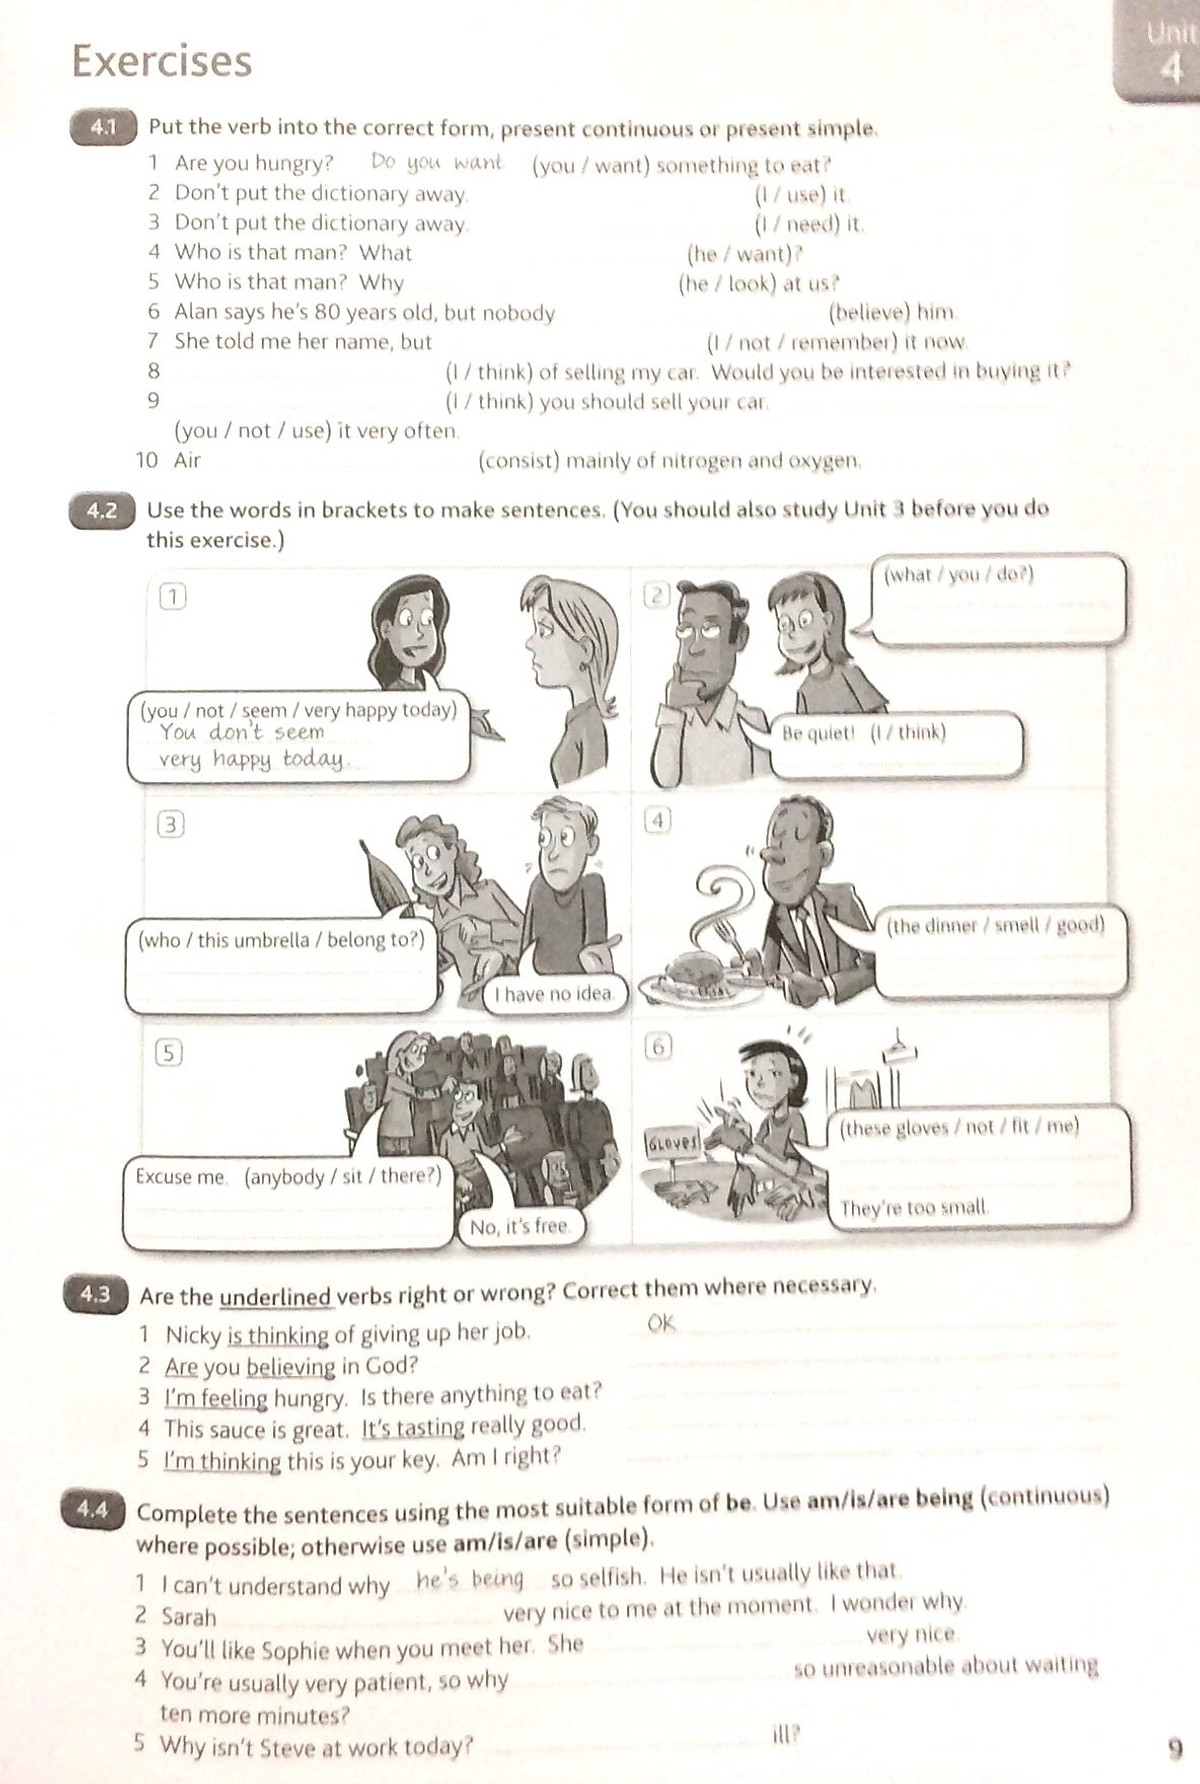 Unit
4
Exercises
4.1 Put the verb into the correct form, present continuous or present simple.
1 Are you hungry? Do you want (you / want) something to eat?
2 Don't put the dictionary away. (I / use) it.
3 Don't put the dictionary away. (I / need) it.
4 Who is that man? What (he / want)?
5 Who is that man? Why (he / look) at us?
6 Alan says he's 80 years old, but nobody (believe) him.
7 She told me her name, but (I / not / remember) it now.
8 (I / think) of selling my car. Would you be interested in buying it?
9 (I / think) you should sell your car.
(you / not / use) it very often.
10 Air (consist) mainly of nitrogen and oxygen.
4.2 Use the words in brackets to make sentences. (You should also study Unit 3 before you do
this exercise.)
1
(you / not / seem / very happy today)
You don't seem
very happy today.
2
(what / you / do?)
Be quiet! (I / think)
3
(who / this umbrella / belong to?)
I have no idea.
4
(the dinner / smell / good)
5
Excuse me. (anybody / sit / there?)
No, it's free.
6
GLOVES
(these gloves / not / fit / me)
They're too small.
4.3 Are the underlined verbs right or wrong? Correct them where necessary.
1 Nicky is thinking of giving up her job. OK
2 Are you believing in God?
3 I'm feeling hungry. Is there anything to eat?
4 This sauce is great. It's tasting really good.
5 I'm thinking this is your key. Am I right?
4.4 Complete the sentences using the most suitable form of be. Use am/is/are being (continuous)
where possible; otherwise use am/is/are (simple).
1 I can't understand why he's being so selfish. He isn't usually like that.
2 Sarah very nice to me at the moment. I wonder why.
3 You'll like Sophie when you meet her. She very nice.
4 You're usually very patient, so why so unreasonable about waiting
ten more minutes?
5 Why isn't Steve at work today? ill?
9